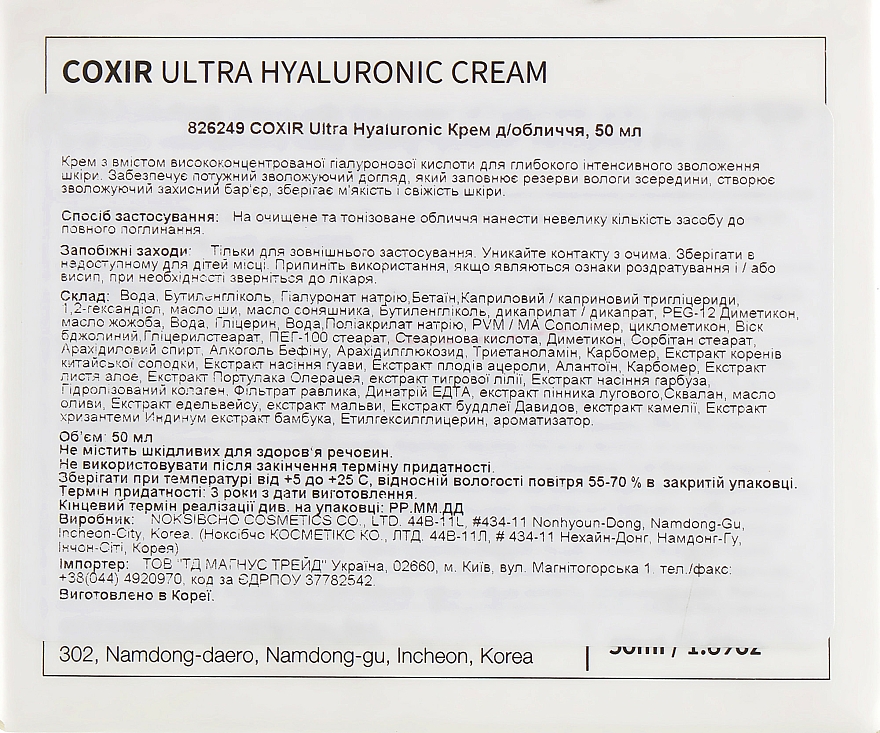 COXIR ULTRA HYALURONIC CREAM
826249 COXIR Ultra Hyaluronic Крем д/обличчя, 50 мл
Крем з вмістом висококонцентрованої гіалуронової кислоти для глибокого інтенсивного зволоження
шкіри. Забезпечує потужний зволожуючий догляд, який заповнює резерви вологи зсередини, створює
зволожуючий захисний бар'єр, зберігає м'якість і свіжість шкіри.
Спосіб застосування: На очищене та тонізоване обличчя нанести невелику кількість засобу до
повного поглинання.
Запобіжні заходи: Тільки для зовнішнього застосування. Уникайте контакту з очима. Зберігати в
недоступному для дітей місці. Припиніть використання, якщо являються ознаки роздратування і / або
висип, при необхідності зверніться до лікаря.
Склад: Вода, Бутиленгліколь, Гіалуронат натрію,Бетаїн,Каприловий / каприновий тригліцериди,
1,2-гександіол, масло ши, масло соняшника, Бутиленгліколь, дикаприлат / дикапрат, PEG-12 Диметикон,
масло жожоба, Вода, Гліцерин, Вода,Поліакрилат натрію, PVM / MA Сополімер, циклометикон, Віск
бджолиний,Гліцерилстеарат, ПЕГ-100 стеарат, Стеаринова кислота, Диметикон, Сорбітан стеарат,
Арахідиловий спирт, Алкоголь Бефіну, Арахідилглюкозид, Триетаноламін, Карбомер, Екстракт коренів
китайської солодки, Екстракт насіння гуави, Екстракт плодів ацероли, Алантоїн, Карбомер, Екстракт
листя алое, Екстракт Портулака Олерацея, екстракт тигрової лілії, Екстракт насіння гарбуза,
Гідролізований колаген, Фільтрат равлика, Динатрій ЕДТА, екстракт пінника лугового,Сквалан, масло
оливи, Екстракт едельвейсу, екстракт мальви, Екстракт буддлеї Давидов, екстракт камелії, Екстракт
хризантеми Индинум екстракт бамбука, Етилгексилгліцерин, ароматизатор.
Об'єм: 50 мл
Не містить шкідливих для здоров'я речовин.
Не використовувати після закінчення терміну придатності.
Зберігати при температурі від +5 до +25 С, відносній вологості повітря 55-70 % в закритій упаковці.
Термін придатності: 3 роки з дати виготовлення.
Кінцевий термін реалізації див. на упаковці: РР.ММ.ДД
Виробник: NOKSIBCHO COSMETICS CO., LTD. 44B-11L, #434-11 Nonhyoun-Dong, Namdong-Gu,
Incheon-City, Korea. (Ноксібчо КОСМЕТІКС КО., ЛТД. 44В-11Л, # 434-11 Нехайн-Донг, Намдонг-Гу,
Інчон-Сіті, Корея)
Імпортер: ТОВ "ТД МАГНУС ТРЕЙД" Україна, 02660, м. Київ, вул. Магнітогорська 1. тел./факс:
+38(044) 4920970, код за ЄДРПОУ 37782542.
Виготовлено в Кореї.
302, Namdong-daero, Namdong-gu, Incheon, Korea
50ml / 1.69oz